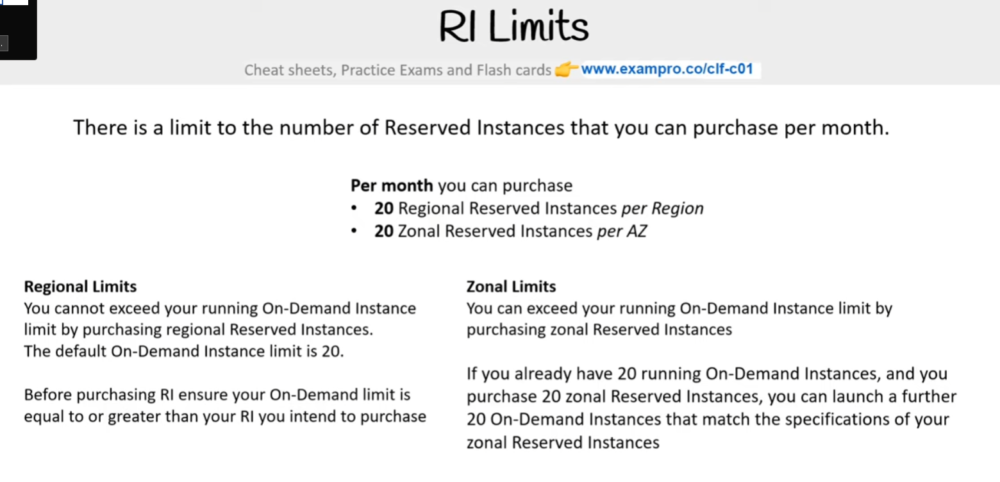 RI Limits
Cheat sheets, Practice Exams and Flash cards 👉 www.exampro.co/clf-c01
There is a limit to the number of Reserved Instances that you can purchase per month.
Per month you can purchase
• 20 Regional Reserved Instances per Region
• 20 Zonal Reserved Instances per AZ
Regional Limits
You cannot exceed your running On-Demand Instance
limit by purchasing regional Reserved Instances.
The default On-Demand Instance limit is 20.
Before purchasing RI ensure your On-Demand limit is
equal to or greater than your RI you intend to purchase
Zonal Limits
You can exceed your running On-Demand Instance limit by
purchasing zonal Reserved Instances
If you already have 20 running On-Demand Instances, and you
purchase 20 zonal Reserved Instances, you can launch a further
20 On-Demand Instances that match the specifications of your
zonal Reserved Instances